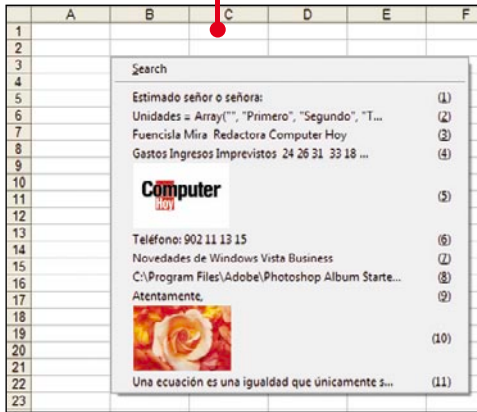 A B C D E F
1
2
3
Search
4
5
Estimado señor o señora: (1)
6
Unidades = Array("", "Primero", "Segundo", "T... (2)
7
Fuencisla Mira Redactora Computer Hoy (3)
8
Gastos Ingresos Imprevistos 24 26 31 33 18 ... (4)
9
10
Computer
Hoy
(5)
11
12
13
Teléfono: 902 11 13 15 (6)
14
Novedades de Windows Vista Business (7)
15
C:\Program Files\Adobe\Photoshop Album Starte... (8)
16
17
Atentamente, (9)
18
19
(10)
20
21
22
Una ecuación es una igualdad que únicamente s... (11)
23